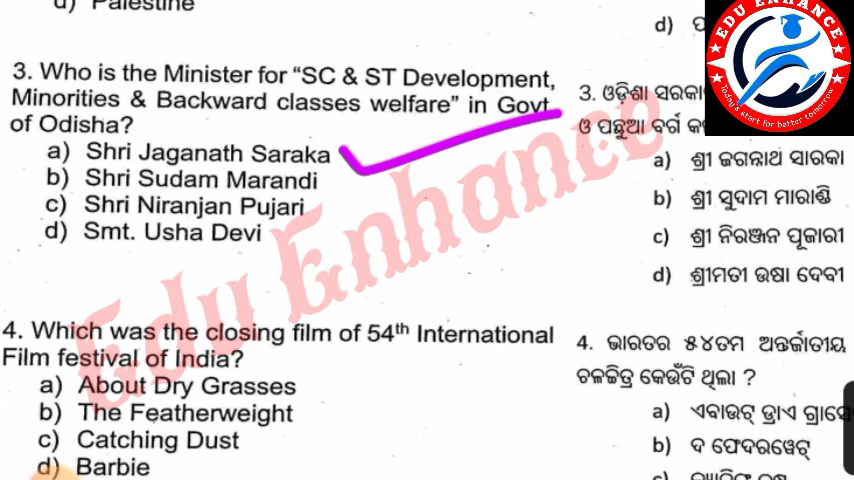 d) Palestine
3. Who is the Minister for “SC & ST Development,
Minorities & Backward classes welfare” in Govt.
of Odisha?
a) Shri Jaganath Saraka
b) Shri Sudam Marandi
c) Shri Niranjan Pujari
d) Smt. Usha Devi
4. Which was the closing film of 54th International
Film festival of India?
a) About Dry Grasses
b) The Featherweight
c) Catching Dust
d) Barbie
d)
3. ଓଡ଼ିଶା ସରକା
ଓ ପଛୁଆ ବର୍ଗ
a) ଶ୍ରୀ ଜଗନ୍ନାଥ ସାରକା
b) ଶ୍ରୀ ସୁଦାମ ମାରାଣ୍ଡି
c) ଶ୍ରୀ ନିରଞ୍ଜନ ପୂଜାରୀ
d) ଶ୍ରୀମତୀ ଉଷା ଦେବୀ
4. ଭାରତର ୫୪ତମ ଅନ୍ତର୍ଜାତୀୟ
ଚଳଚ୍ଚିତ୍ର କେଉଁଟି ଥିଲା ?
a) ଏବାଉଟ୍ ଡ୍ରାଏ ଗ୍ରାସେ
b) ଦ ଫେଦରୱେଟ୍
EDU ENHANCE
Today's start for better tomorrow
Edu Enhance